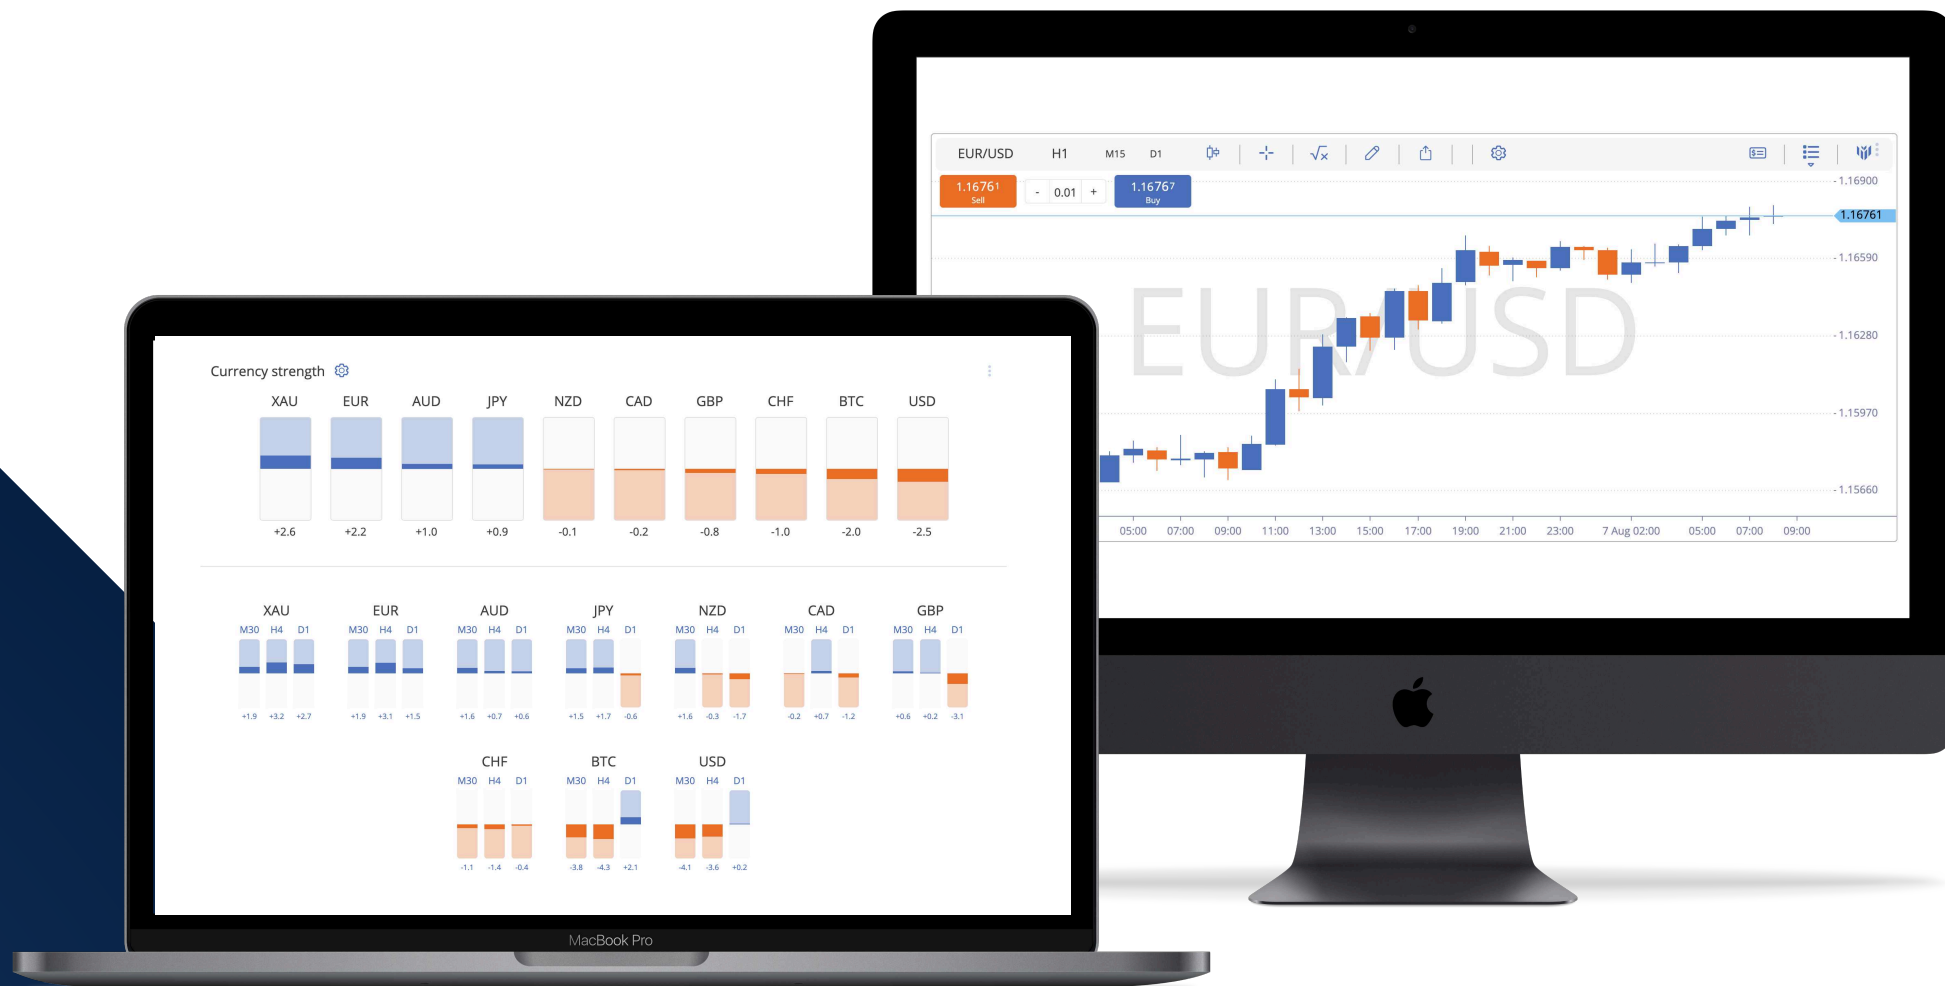 Currency strength
XAU EUR AUD JPY NZD CAD GBP CHF BTC USD
+2.6 +2.2 +1.0 +0.9 -0.1 -0.2 -0.8 -1.0 -2.0 -2.5
XAU EUR AUD JPY NZD CAD GBP
M30 H4 D1 M30 H4 D1 M30 H4 D1 M30 H4 D1 M30 H4 D1 M30 H4 D1 M30 H4 D1
+1.9 +3.2 +2.7 +1.9 +3.1 +1.5 +1.6 +0.7 +0.6 +1.5 +1.7 -0.6 +1.6 -0.3 -1.7 -0.2 +0.7 -1.2 +0.6 +0.2 -3.1
CHF BTC USD
M30 H4 D1 M30 H4 D1 M30 H4 D1
-1.1 -1.4 -0.4 -3.8 -4.3 +2.1 -4.1 -3.6 +0.2
MacBook Pro
EUR/USD H1 M15 D1
1.16761 - 0.01 + 1.16767
Sell Buy
1.16900
1.16761
1.16590
EUR/USD
1.16280
1.15970
1.15660
05:00 07:00 09:00 11:00 13:00 15:00 17:00 19:00 21:00 23:00 7 Aug 02:00 05:00 07:00 09:00